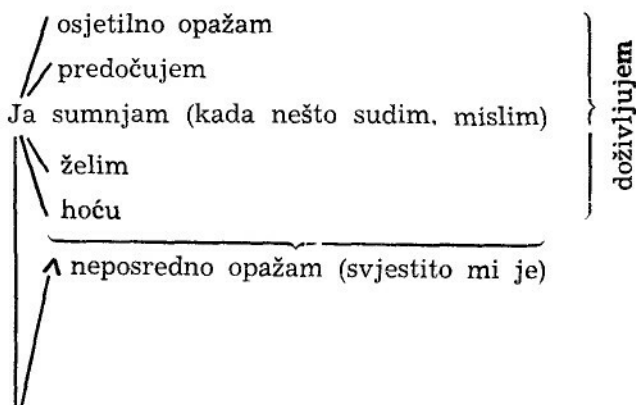 osjetilno opažam
predočujem
Ja sumnjam (kada nešto sudim, mislim)
želim
hoću
doživljujem
neposredno opažam (svjestito mi je)